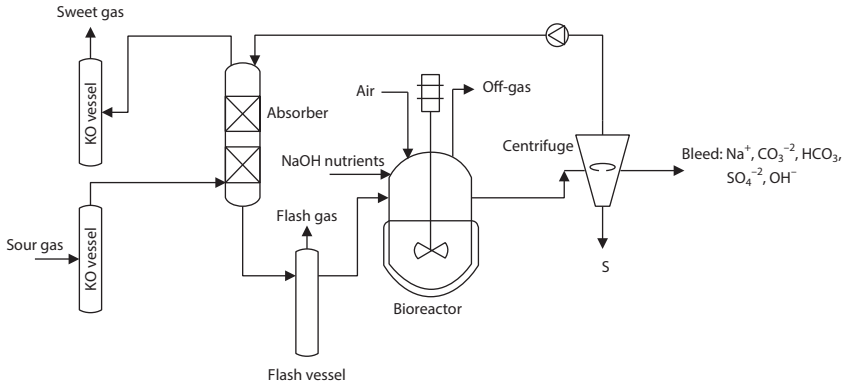 Sweet gas
KO vessel
Absorber
Air
Off-gas
Centrifuge
NaOH nutrients
Bleed: Na⁺, CO₃⁻², HCO₃,
SO₄⁻², OH⁻
Sour gas
KO vessel
Flash gas
S
Bioreactor
Flash vessel